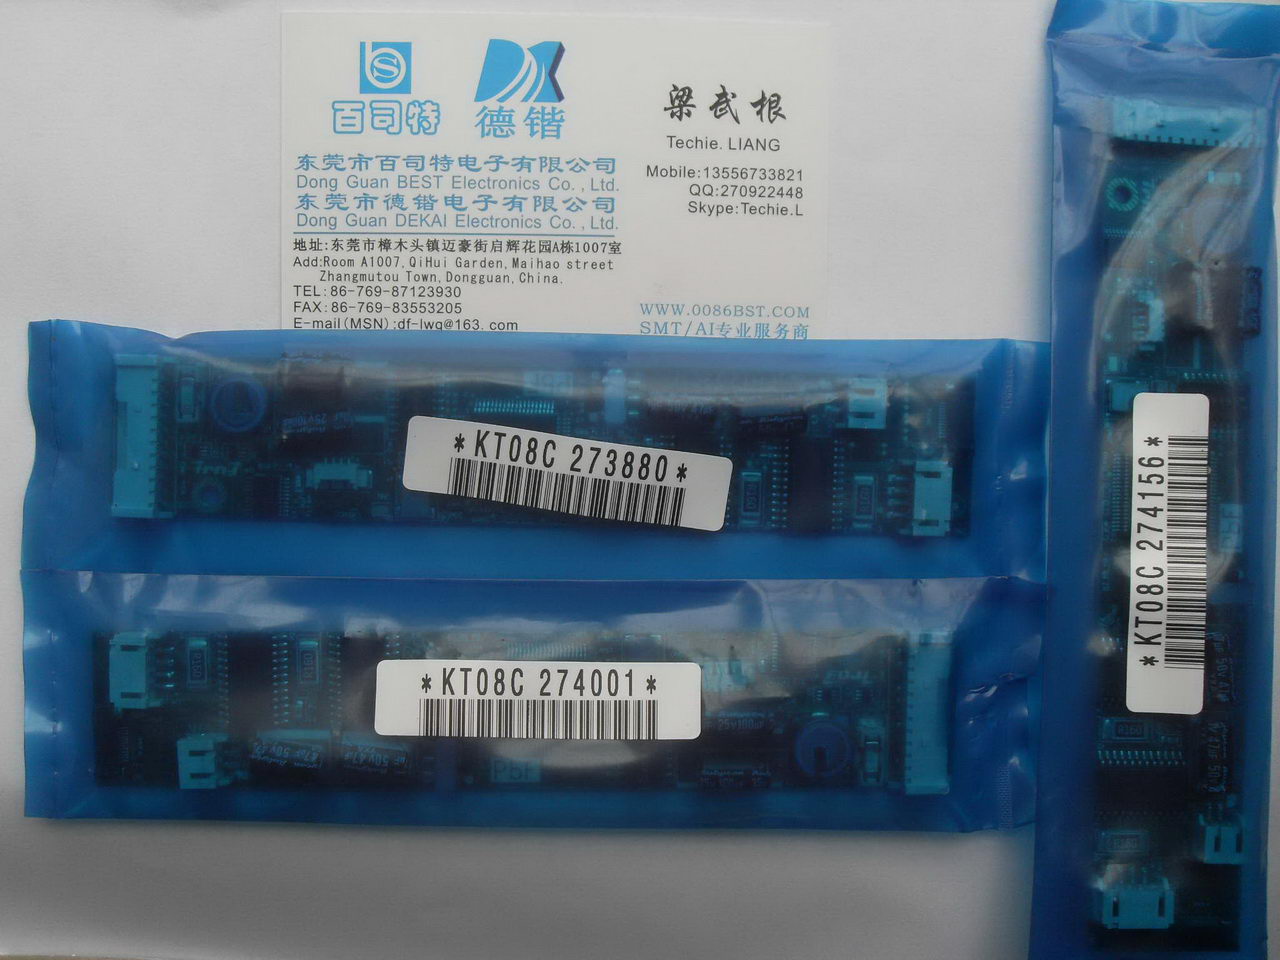 百司特
德锴
梁武根
Techie. LIANG
东莞市百司特电子有限公司
Dong Guan BEST Electronics Co., Ltd.
东莞市德锴电子有限公司
Dong Guan DEKAI Electronics Co., Ltd.
Mobile:13556733821
QQ:270922448
Skype:Techie.L
地址:东莞市樟木头镇迈豪街启辉花园A栋1007室
Add:Room A1007, QiHui Garden, Maihao street
Zhangmutou Town, Dongguan, China.
TEL:86-769-87123930
FAX:86-769-83553205
E-mail(MSN):df-lwg@163.com
WWW.0086BST.COM
SMT/AI专业服务商
*KT08C 273880*
*KT08C 274001*
*KT08C 274156*
PbF